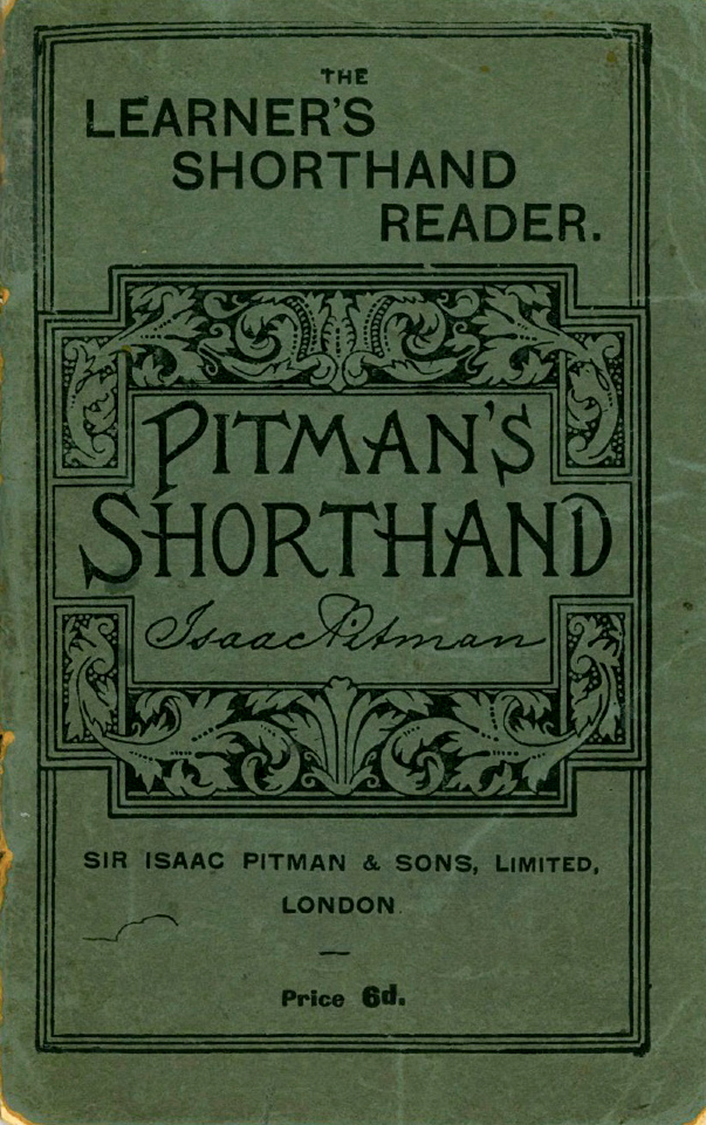 THE
LEARNER'S
SHORTHAND
READER.
PITMAN'S
SHORTHAND
Isaac Pitman
SIR ISAAC PITMAN & SONS, LIMITED,
LONDON
Price 6d.